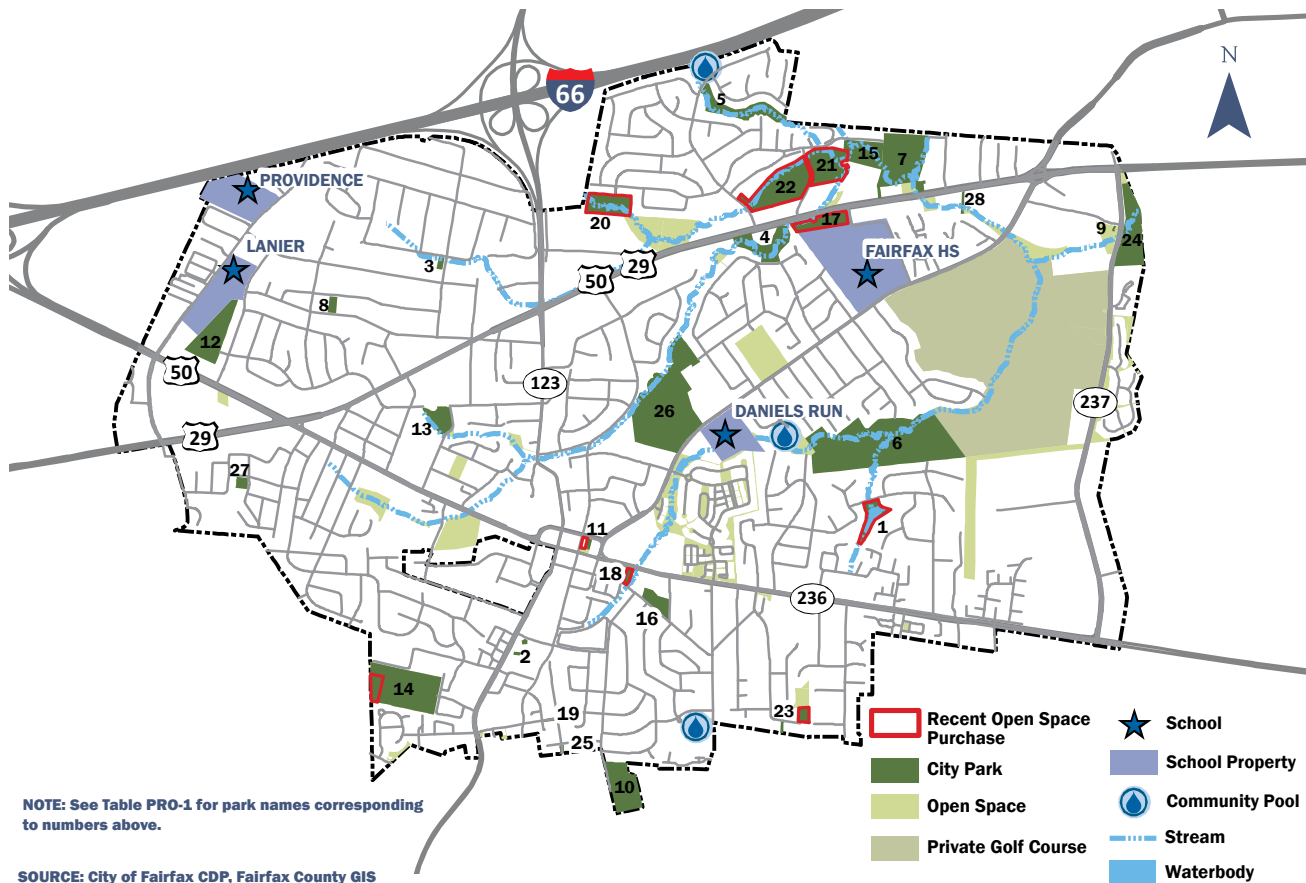 66
N
5
PROVIDENCE
15
7
21
22
28
LANIER
20
17
9
24
4
FAIRFAX HS
3
29
50
8
12
50
123
237
26
DANIELS RUN
13
29
6
27
1
11
18
236
16
2
14
23
19
25
10
Recent Open Space
Purchase
City Park
Open Space
Private Golf Course
School
School Property
Community Pool
Stream
Waterbody
NOTE: See Table PRO-1 for park names corresponding
to numbers above.
SOURCE: City of Fairfax CDP, Fairfax County GIS